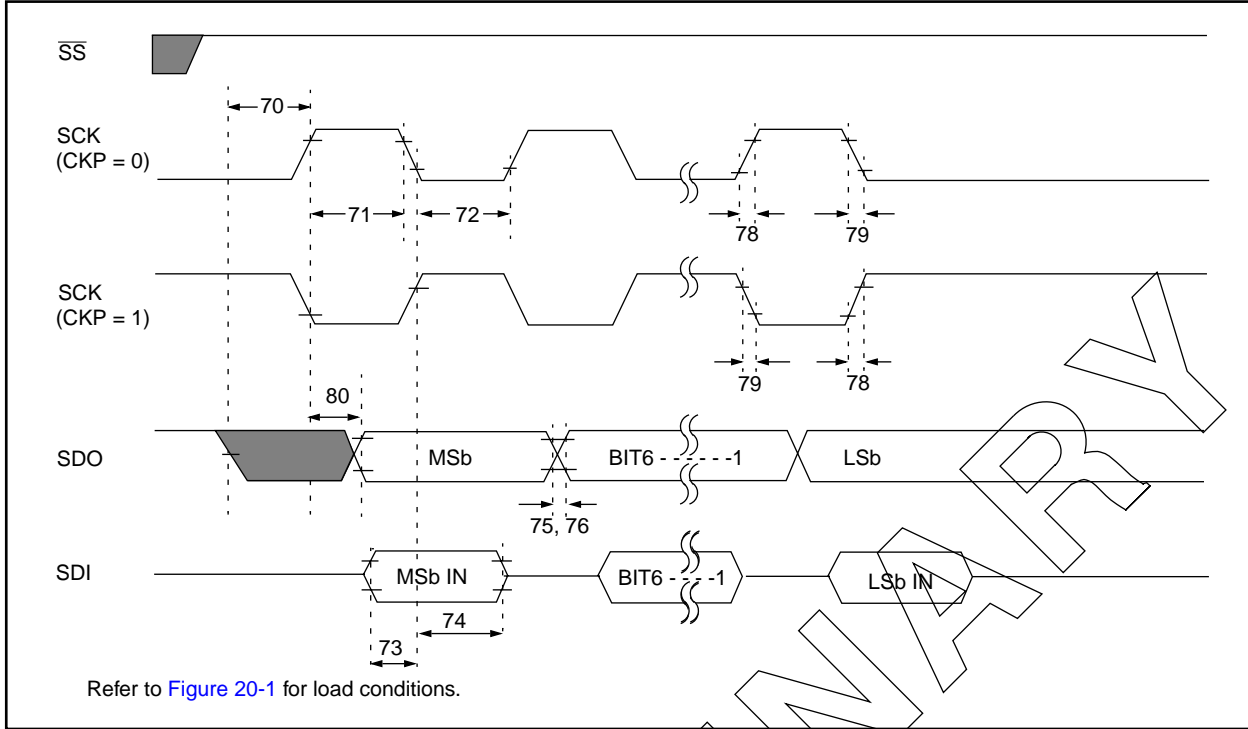 SS
70
SCK
(CKP = 0)
71
72
78
79
SCK
(CKP = 1)
79
78
80
SDO
MSb
BIT6 - - - - - -1
LSb
75, 76
SDI
MSb IN
BIT6 - - - -1
LSb IN
74
73
Refer to Figure 20-1 for load conditions.
NARY